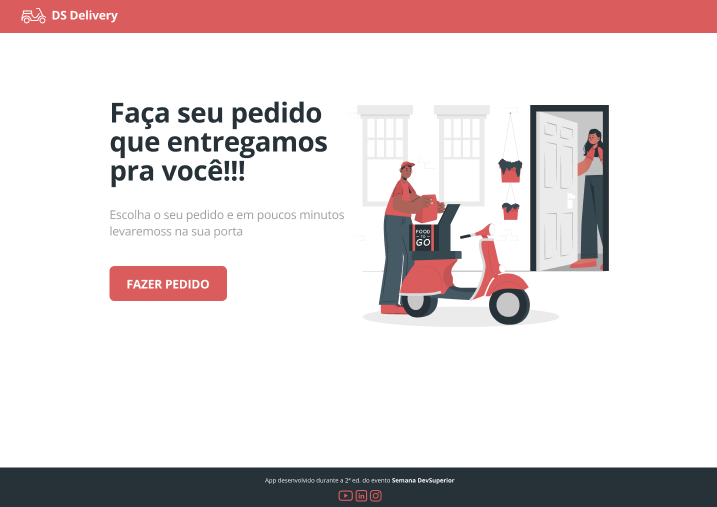 DS Delivery
Faça seu pedido
que entregamos
pra você!!!
Escolha o seu pedido e em poucos minutos
levaremoss na sua porta
FAZER PEDIDO
FOOD
TO
GO
App desenvolvido durante a 2ª ed. do evento Semana DevSuperior
in